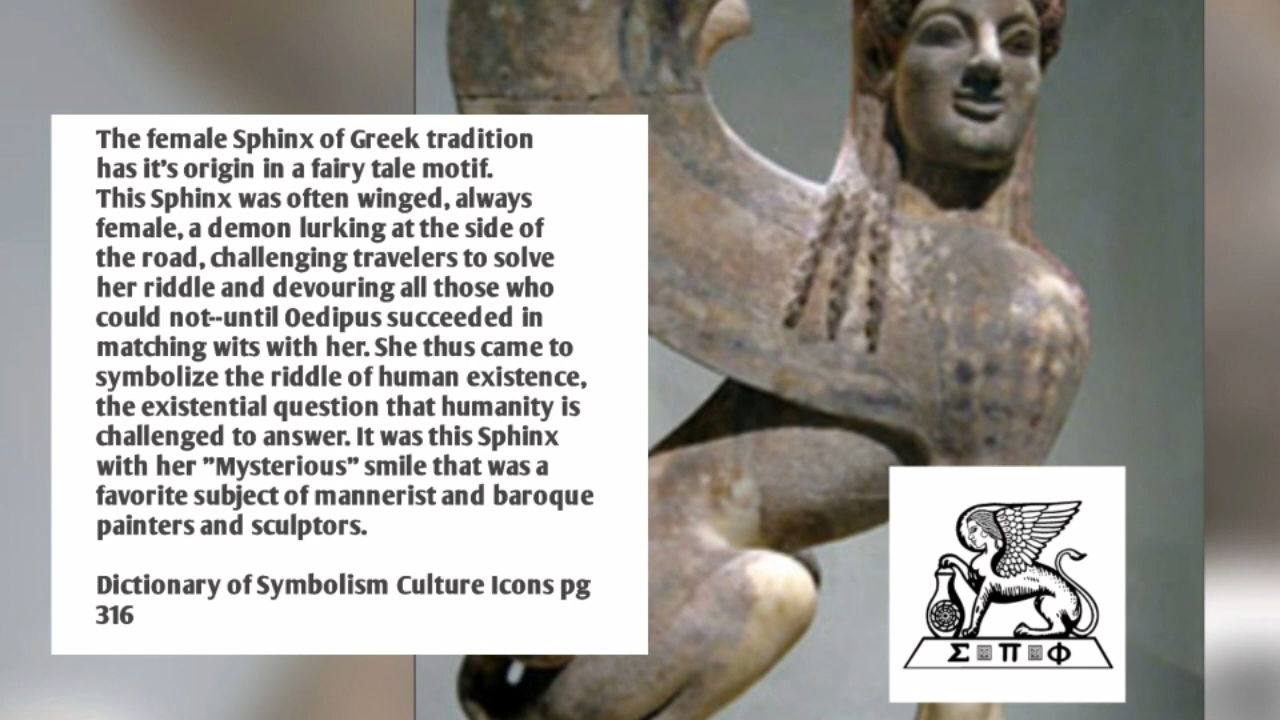 The female Sphinx of Greek tradition
has it's origin in a fairy tale motif.
This Sphinx was often winged, always
female, a demon lurking at the side of
the road, challenging travelers to solve
her riddle and devouring all those who
could not--until Oedipus succeeded in
matching wits with her. She thus came to
symbolize the riddle of human existence,
the existential question that humanity is
challenged to answer. It was this Sphinx
with her ”Mysterious” smile that was a
favorite subject of mannerist and baroque
painters and sculptors.
Dictionary of Symbolism Culture Icons pg
316
Σ Π Φ